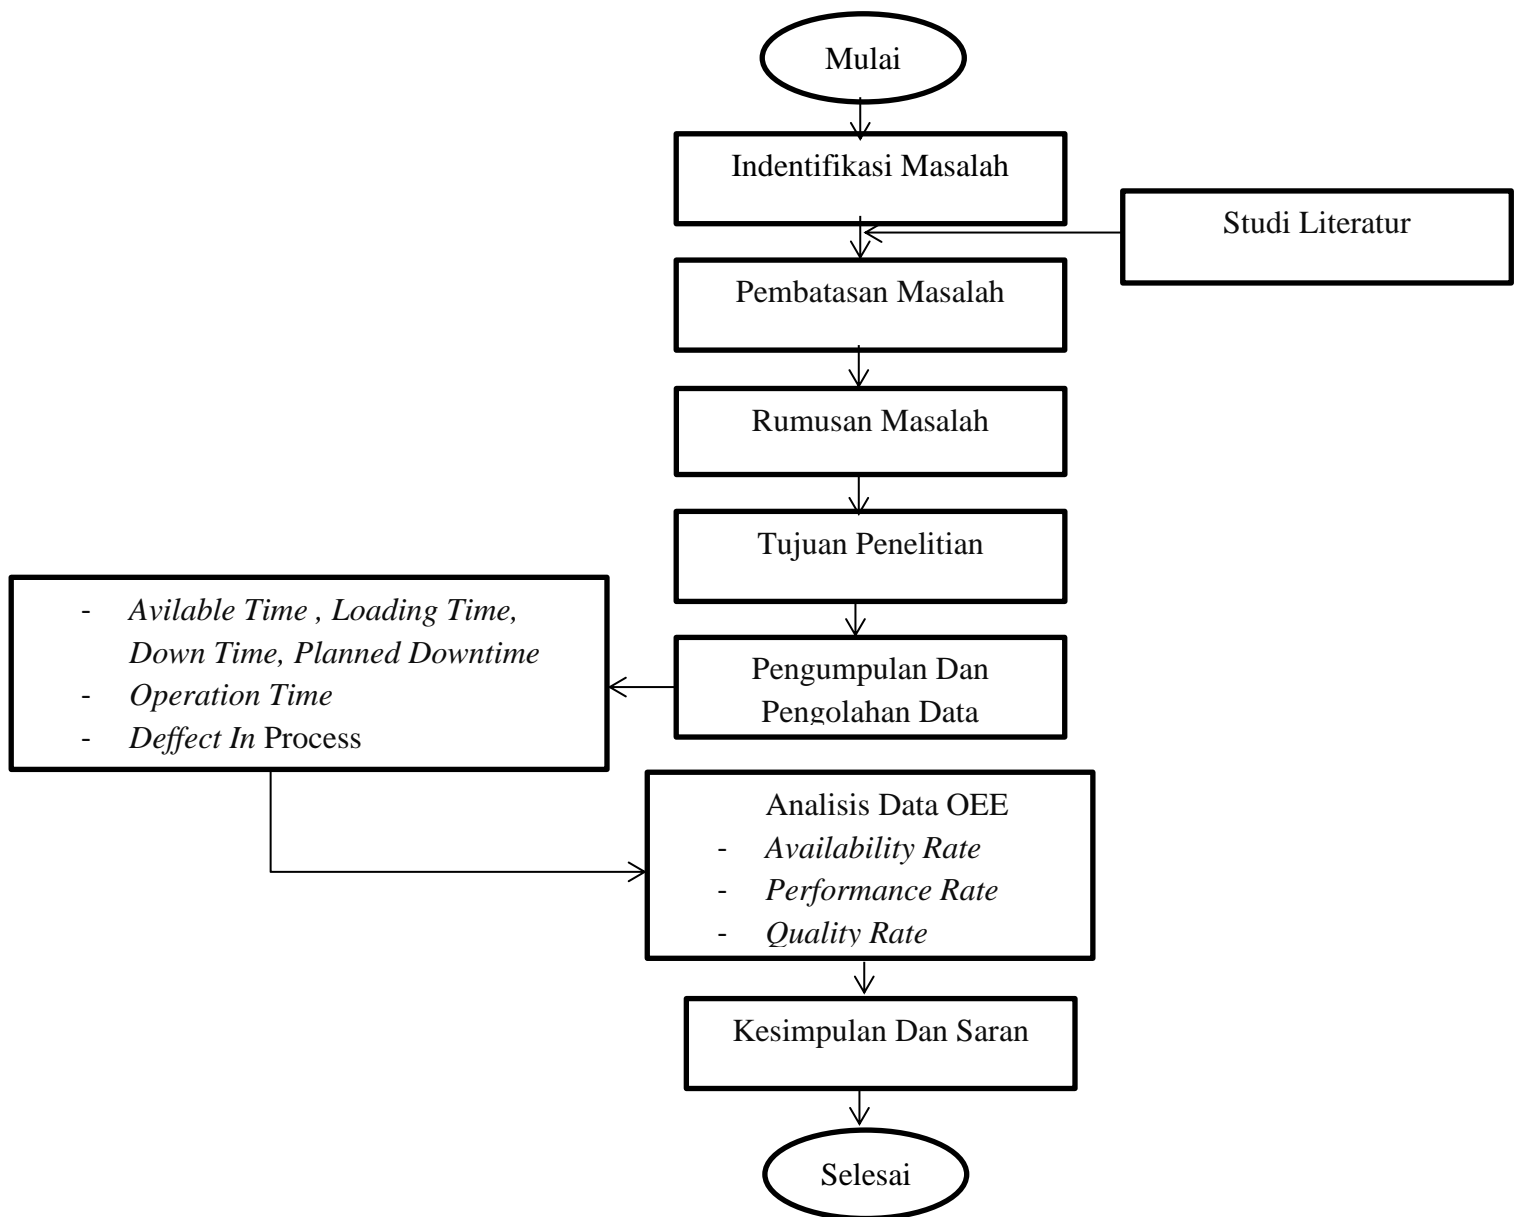 Mulai
Indentifikasi Masalah
Studi Literatur
Pembatasan Masalah
Rumusan Masalah
Tujuan Penelitian
- Avilable Time , Loading Time,
Down Time, Planned Downtime
- Operation Time
- Deffect In Process
Pengumpulan Dan
Pengolahan Data
Analisis Data OEE
- Availability Rate
- Performance Rate
- Quality Rate
Kesimpulan Dan Saran
Selesai